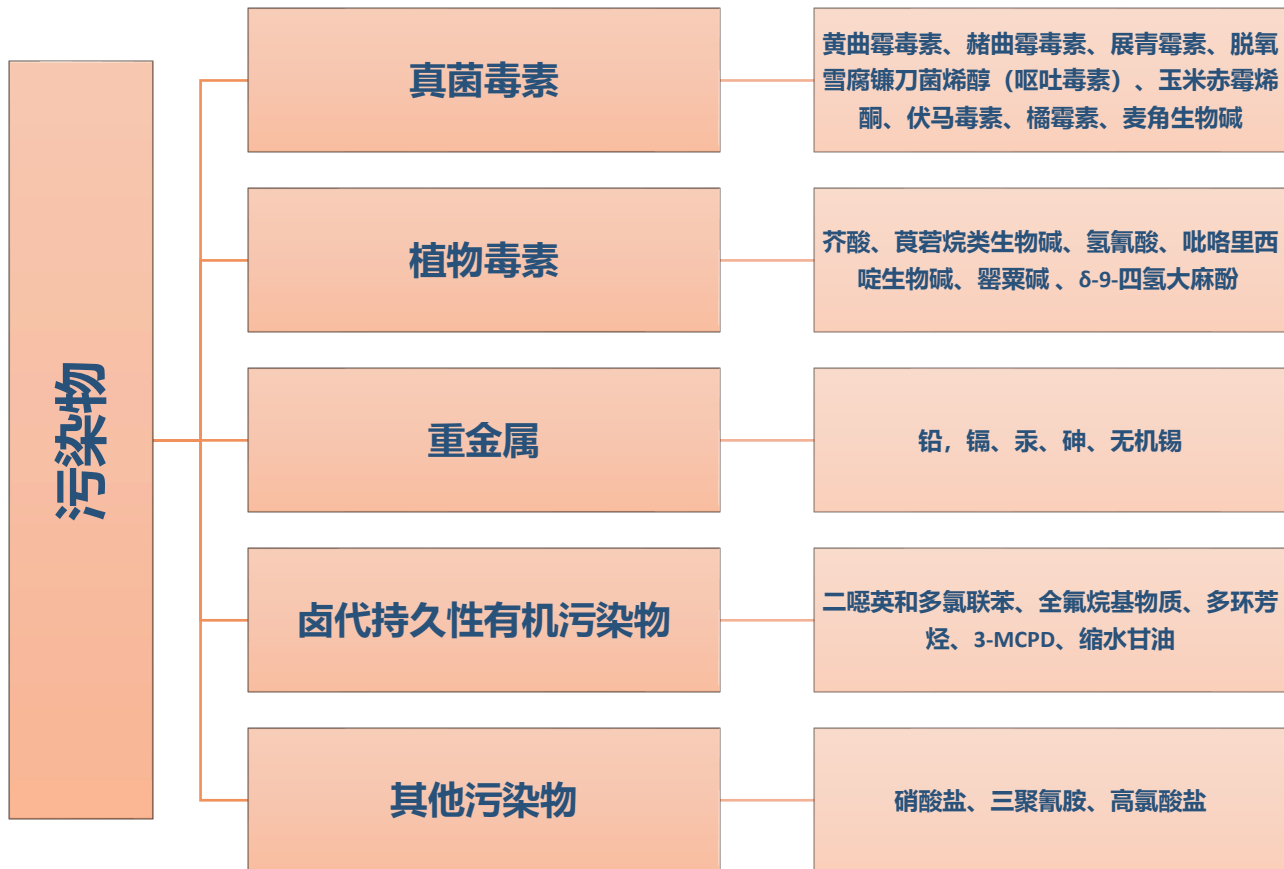 污染物
真菌毒素
黄曲霉毒素、赭曲霉毒素、展青霉素、脱氧
雪腐镰刀菌烯醇（呕吐毒素）、玉米赤霉烯
酮、伏马毒素、橘霉素、麦角生物碱
植物毒素
芥酸、莨菪烷类生物碱、氢氰酸、吡咯里西
啶生物碱、罂粟碱 、δ-9-四氢大麻酚
重金属
铅，镉、汞、砷、无机锡
卤代持久性有机污染物
二噁英和多氯联苯、全氟烷基物质、多环芳
烃、3-MCPD、缩水甘油
其他污染物
硝酸盐、三聚氰胺、高氯酸盐